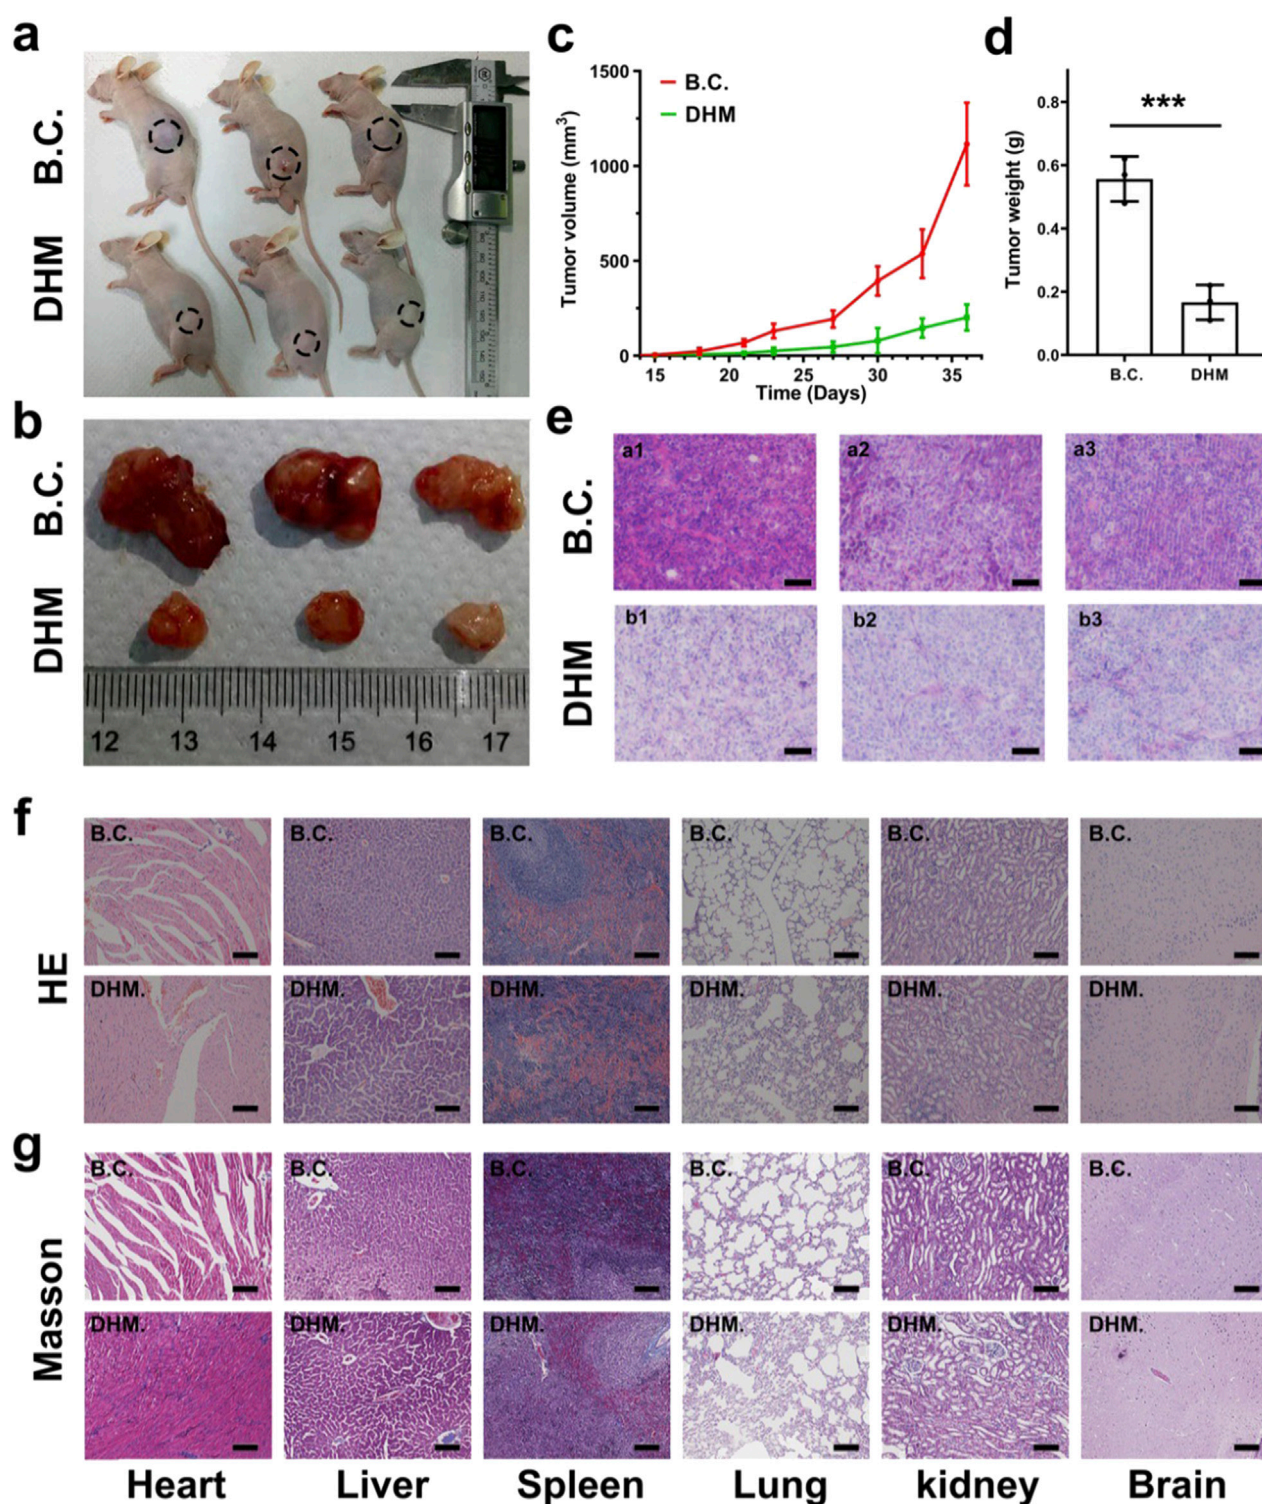 a
B.C.
DHM
b
B.C.
DHM
12 13 14 15 16 17
c
B.C.
DHM
Tumor volume (mm³)
1500
1000
500
0
15 20 25 30 35
Time (Days)
d
***
Tumor weight (g)
0.8
0.6
0.4
0.2
0.0
B.C. DHM
e
B.C.
a1 a2 a3
DHM
b1 b2 b3
f
HE
B.C. B.C. B.C. B.C. B.C. B.C.
DHM. DHM. DHM. DHM. DHM. DHM.
g
Masson
B.C. B.C. B.C. B.C. B.C. B.C.
DHM. DHM. DHM. DHM. DHM. DHM.
Heart Liver Spleen Lung kidney Brain